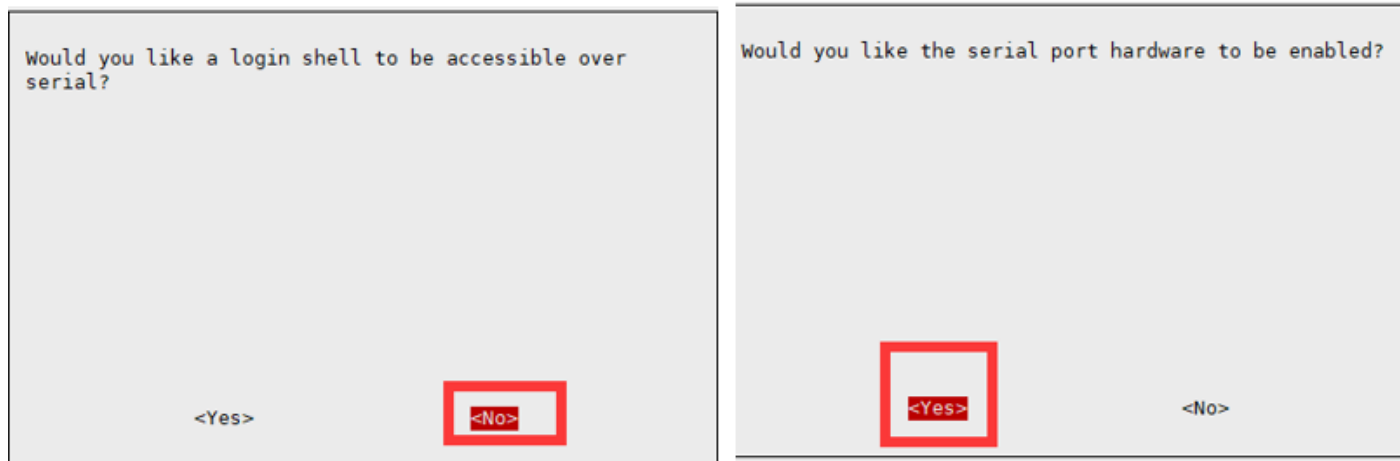 Would you like a login shell to be accessible over
serial?
<Yes> <No>
Would you like the serial port hardware to be enabled?
<Yes> <No>